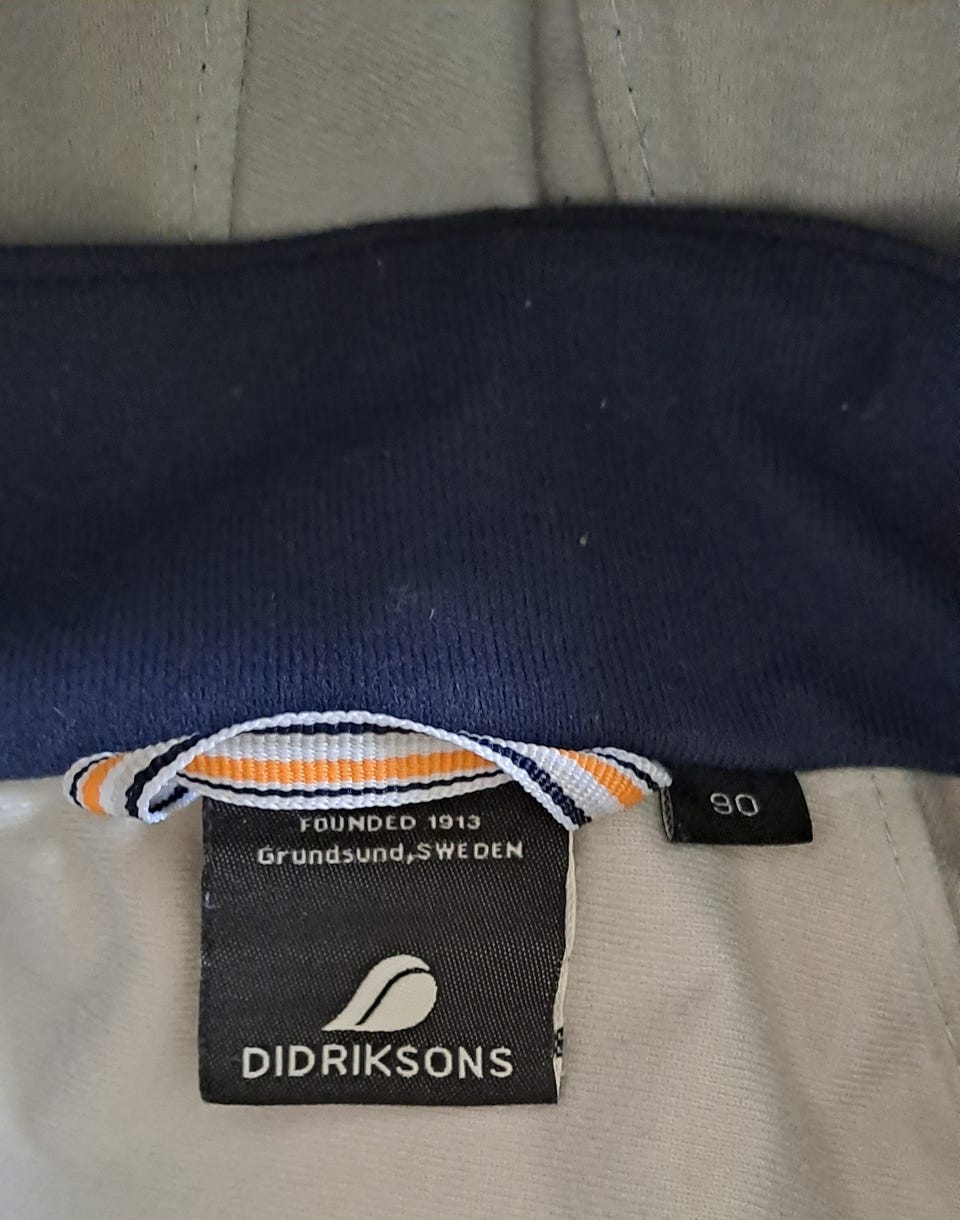 FOUNDED 1913
Grundsund,SWEDEN
DIDRIKSONS
90